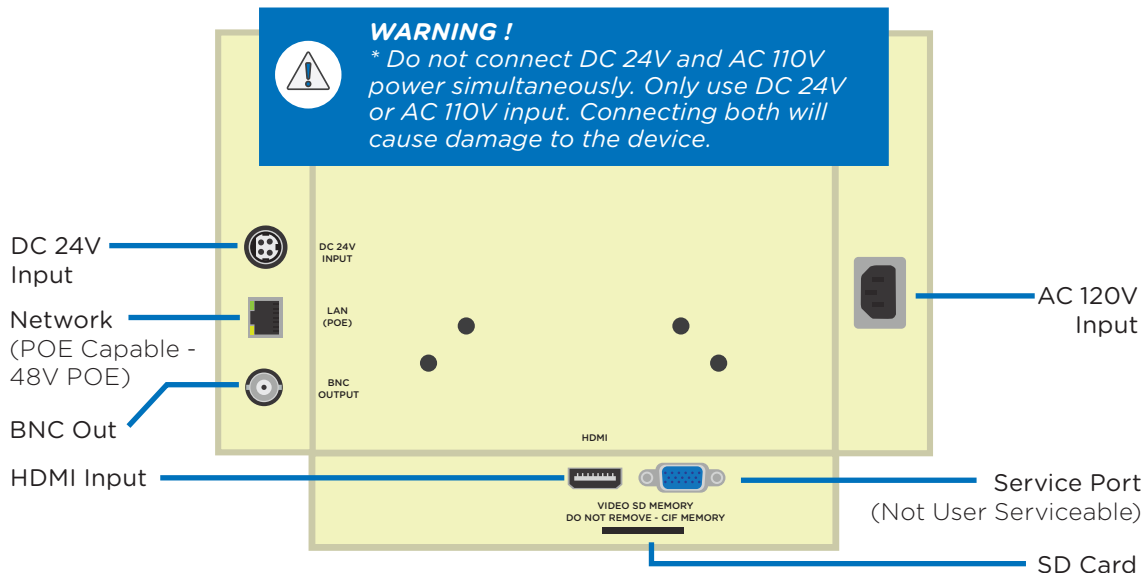 WARNING !
* Do not connect DC 24V and AC 110V
power simultaneously. Only use DC 24V
or AC 110V input. Connecting both will
cause damage to the device.
DC 24V
Input
DC 24V
INPUT
Network
(POE Capable -
48V POE)
LAN
(POE)
AC 120V
Input
BNC
OUTPUT
BNC Out
HDMI
HDMI Input
Service Port
(Not User Serviceable)
VIDEO SD MEMORY
DO NOT REMOVE - CIF MEMORY
SD Card